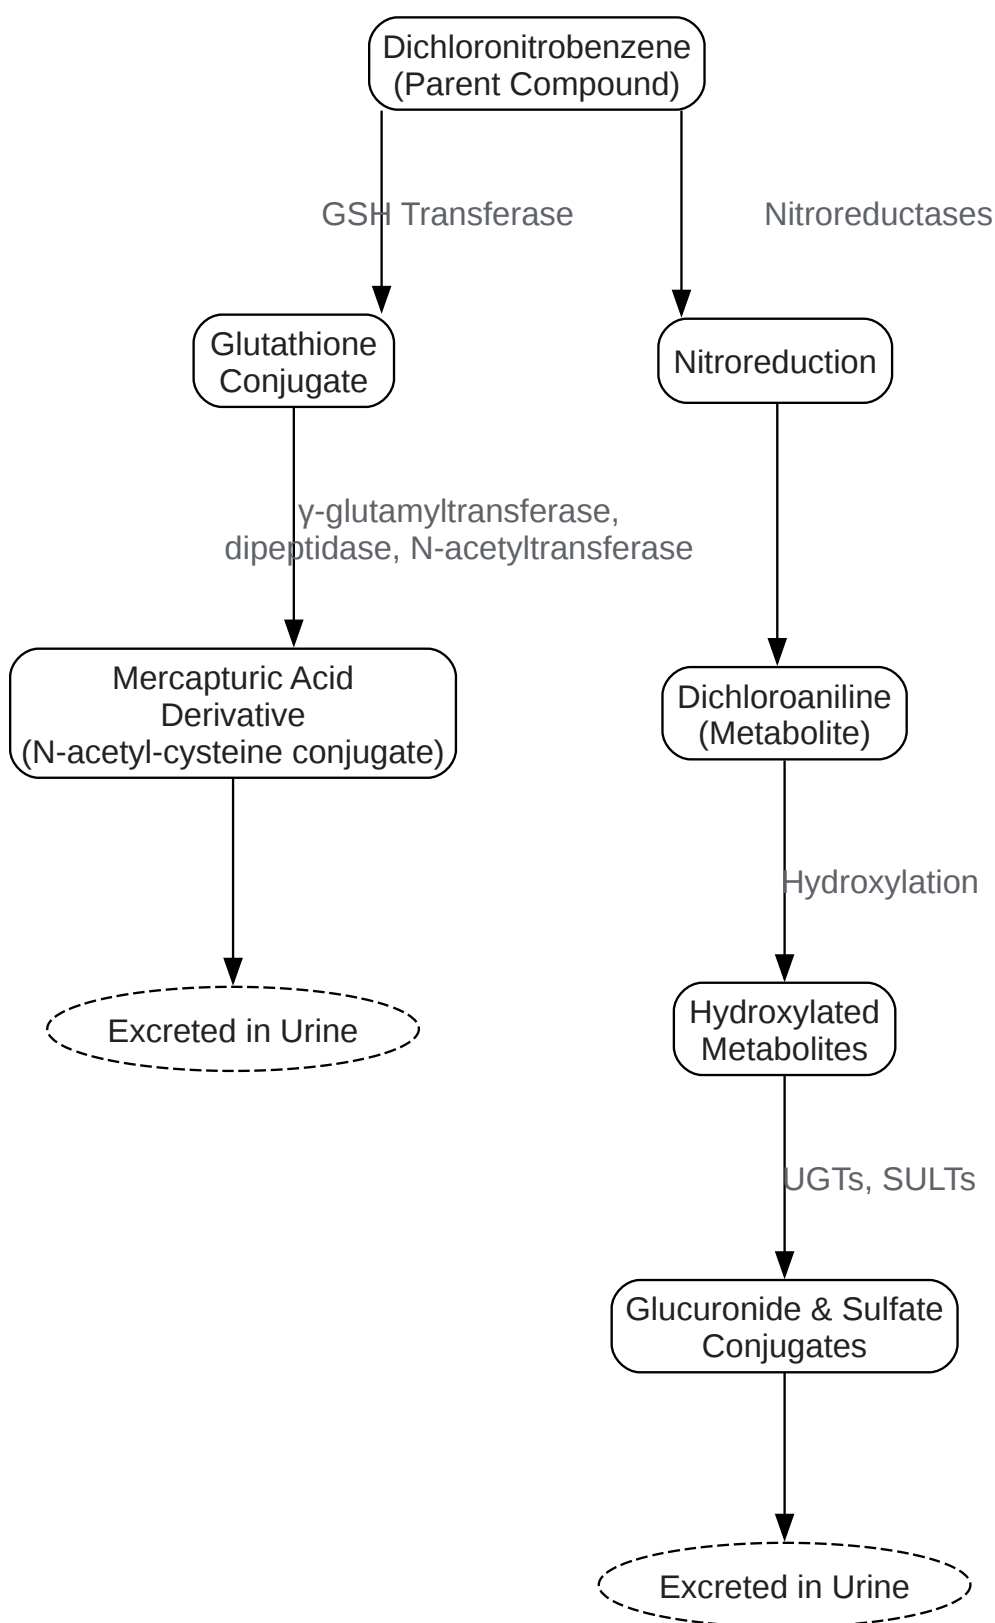 Dichloronitrobenzene
(Parent Compound)
GSH Transferase
Nitroreductases
Glutathione
Conjugate
Nitroreduction
γ-glutamyltransferase,
dipeptidase, N-acetyltransferase
Mercapturic Acid
Derivative
(N-acetyl-cysteine conjugate)
Dichloroaniline
(Metabolite)
Hydroxylation
Excreted in Urine
Hydroxylated
Metabolites
UGTs, SULTs
Glucuronide & Sulfate
Conjugates
Excreted in Urine